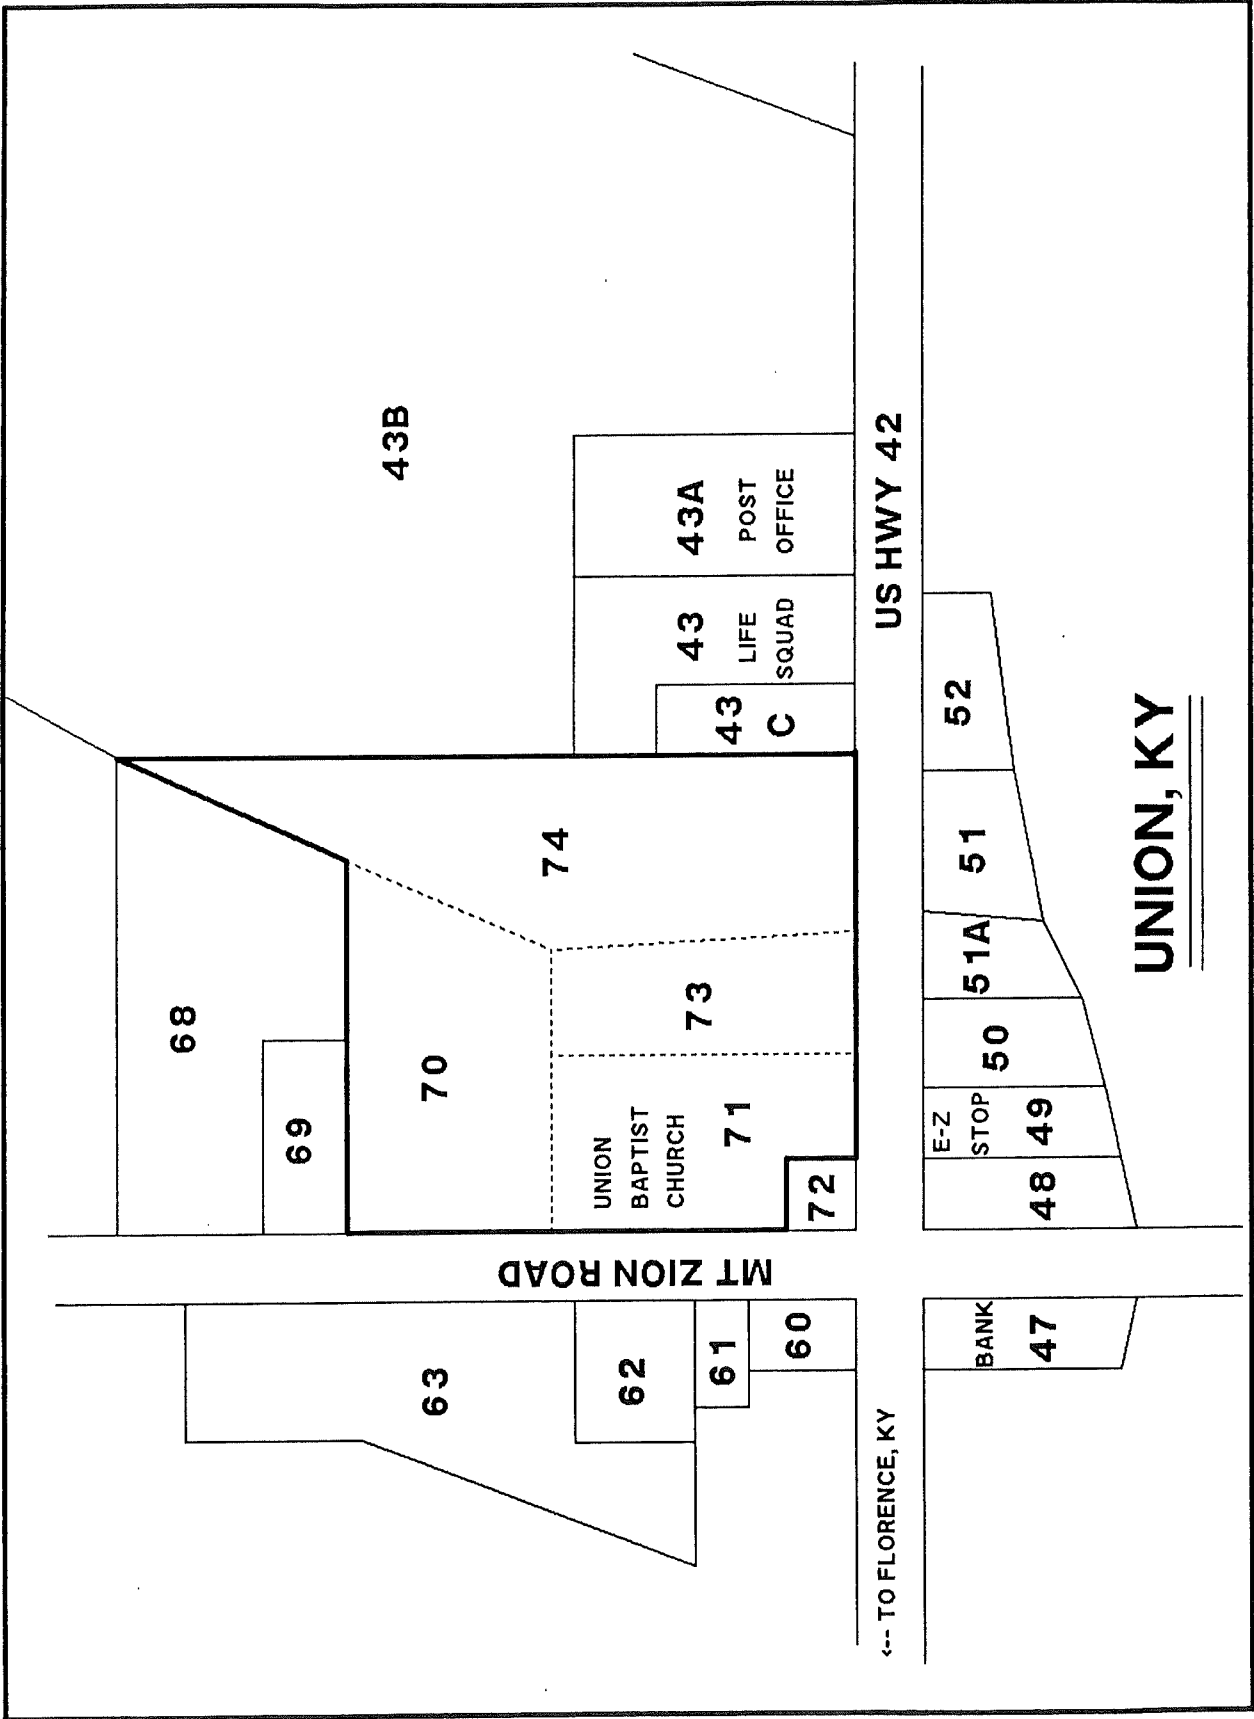 68
69
43B
63
70
MT ZION ROAD
74
62
UNION
BAPTIST
CHURCH
71
73
43
C
43
LIFE
SQUAD
43A
POST
OFFICE
61
60
72
<-- TO FLORENCE, KY
US HWY 42
BANK
47
48
E-Z
STOP
49
50
51A
51
52
UNION, KY